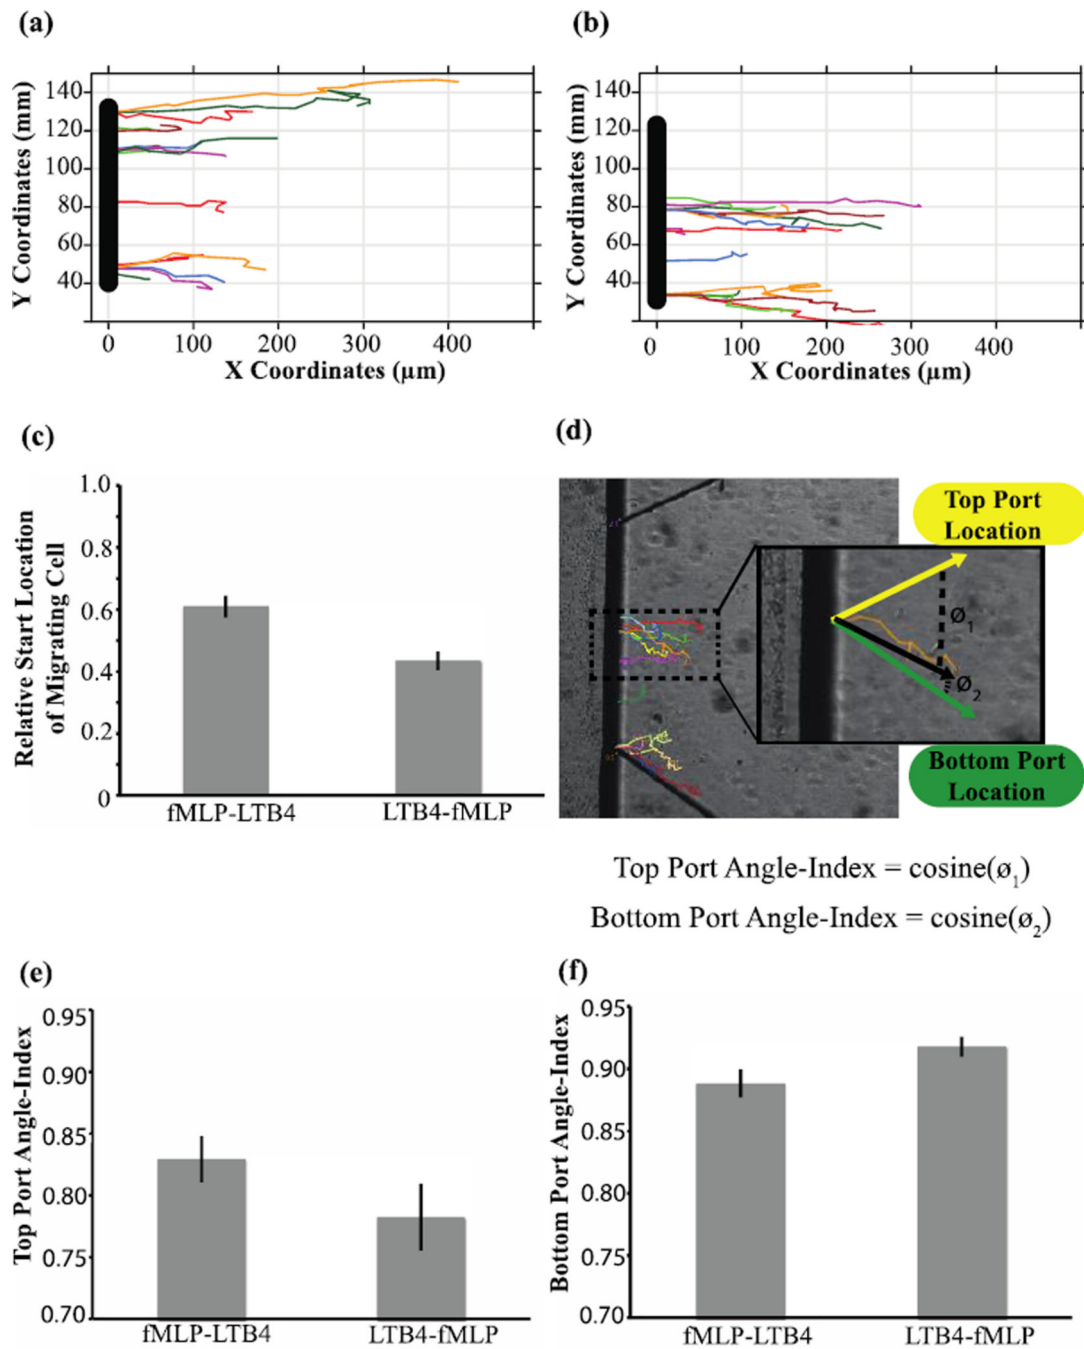 (a)
(b)
Y Coordinates (mm)
140
120
100
80
60
40
0
100
200
300
400
X Coordinates (µm)
Y Coordinates (mm)
140
120
100
80
60
40
0
100
200
300
400
X Coordinates (µm)
(c)
(d)
Relative Start Location
of Migrating Cell
1.0
0.8
0.6
0.4
0.2
0
fMLP-LTB4
LTB4-fMLP
Top Port
Location
ø1
ø2
Bottom Port
Location
Top Port Angle-Index = cosine(ø1)
Bottom Port Angle-Index = cosine(ø2)
(e)
(f)
Top Port Angle-Index
0.95
0.90
0.85
0.80
0.75
0.70
fMLP-LTB4
LTB4-fMLP
Bottom Port Angle-Index
0.95
0.90
0.85
0.80
0.75
0.70
fMLP-LTB4
LTB4-fMLP